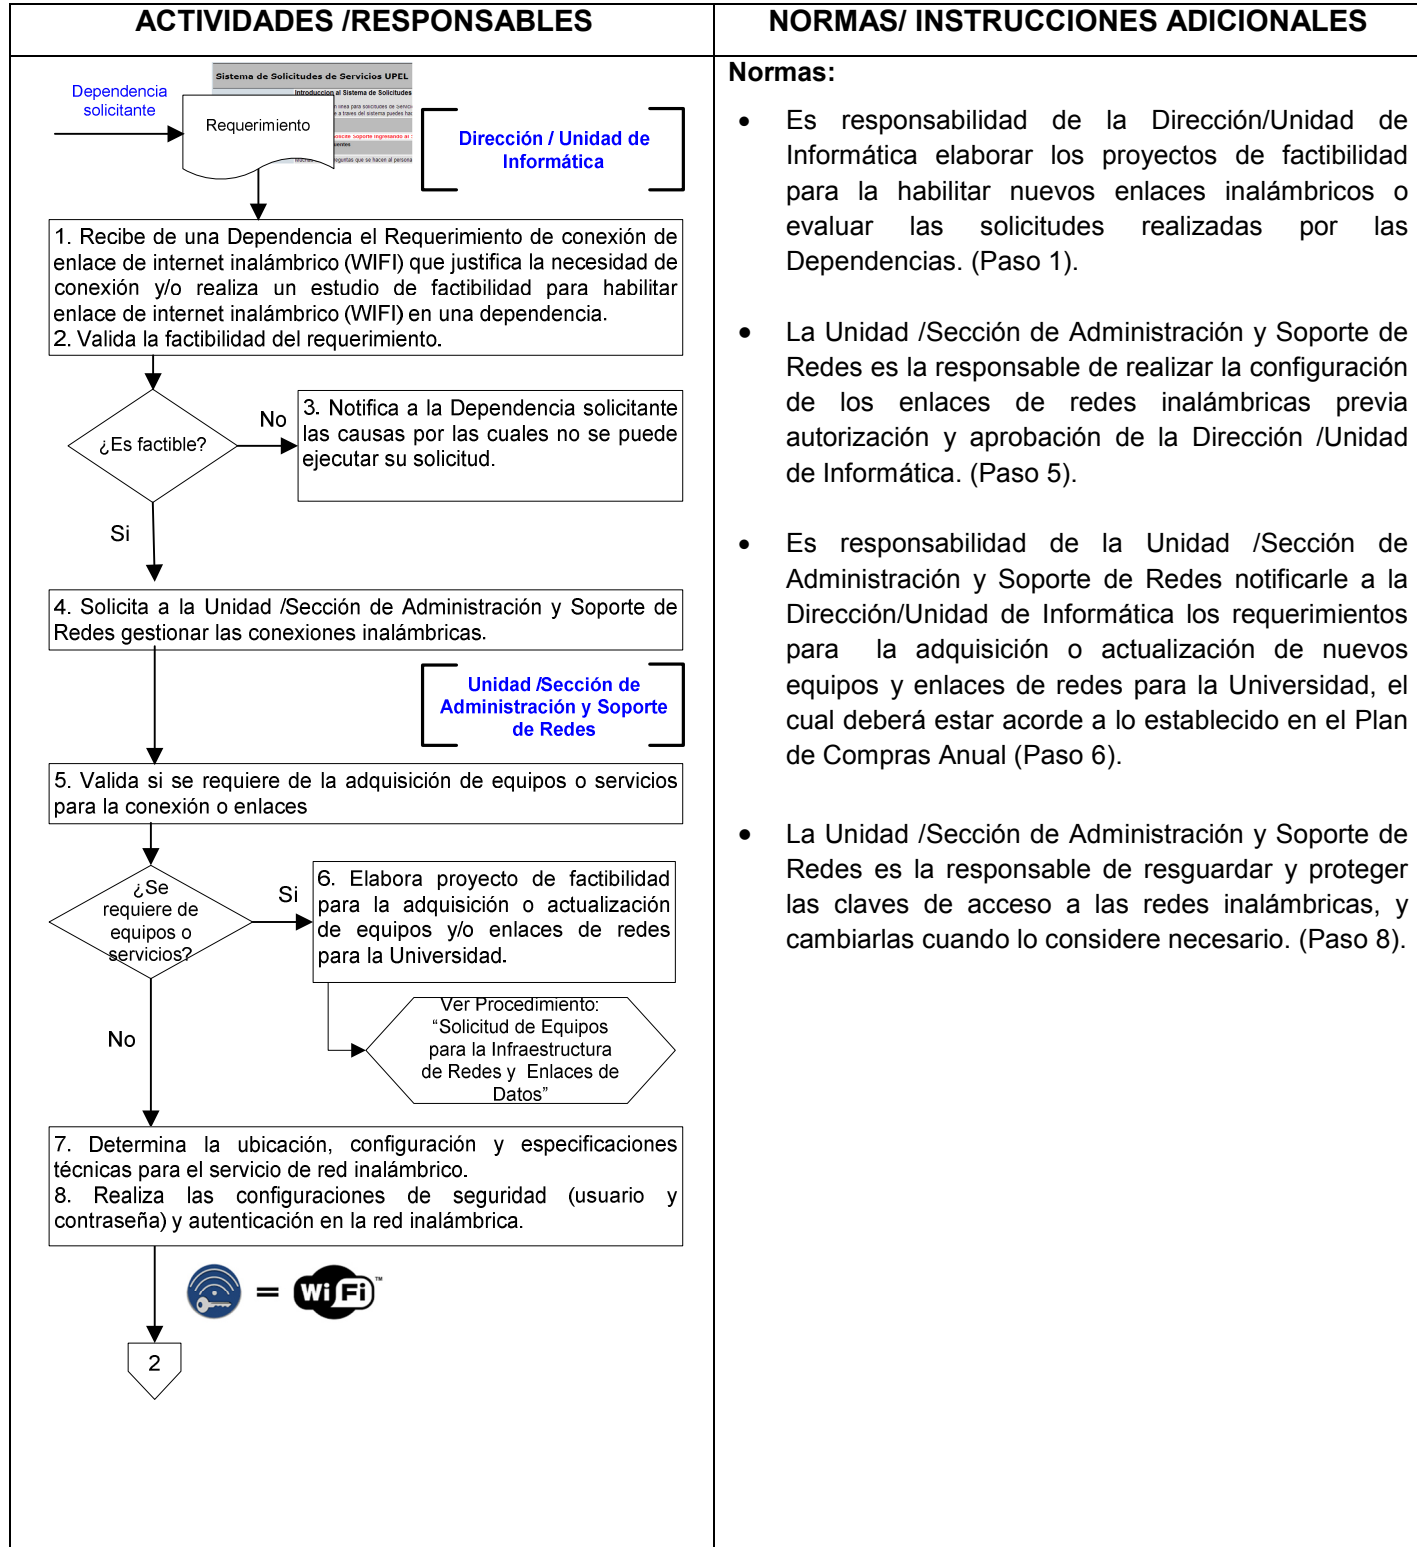 ACTIVIDADES /RESPONSABLES
NORMAS/ INSTRUCCIONES ADICIONALES
Dependencia
solicitante
Sistema de Solicitudes de Servicios UPEL
Introduccion al Sistema de Solicitudes
Requerimiento
Dirección / Unidad de
Informática
1. Recibe de una Dependencia el Requerimiento de conexión de
enlace de internet inalámbrico (WIFI) que justifica la necesidad de
conexión y/o realiza un estudio de factibilidad para habilitar
enlace de internet inalámbrico (WIFI) en una dependencia.
2. Valida la factibilidad del requerimiento.
¿Es factible?
No
3. Notifica a la Dependencia solicitante
las causas por las cuales no se puede
ejecutar su solicitud.
Si
4. Solicita a la Unidad /Sección de Administración y Soporte de
Redes gestionar las conexiones inalámbricas.
Unidad /Sección de
Administración y Soporte
de Redes
5. Valida si se requiere de la adquisición de equipos o servicios
para la conexión o enlaces
¿Se
requiere de
equipos o
servicios?
Si
6. Elabora proyecto de factibilidad
para la adquisición o actualización
de equipos y/o enlaces de redes
para la Universidad.
Ver Procedimiento:
“Solicitud de Equipos
para la Infraestructura
de Redes y Enlaces de
Datos”
No
7. Determina la ubicación, configuración y especificaciones
técnicas para el servicio de red inalámbrico.
8. Realiza las configuraciones de seguridad (usuario y
contraseña) y autenticación en la red inalámbrica.
= Wi Fi ™
2
Normas:
• Es responsabilidad de la Dirección/Unidad de
Informática elaborar los proyectos de factibilidad
para la habilitar nuevos enlaces inalámbricos o
evaluar las solicitudes realizadas por las
Dependencias. (Paso 1).
• La Unidad /Sección de Administración y Soporte de
Redes es la responsable de realizar la configuración
de los enlaces de redes inalámbricas previa
autorización y aprobación de la Dirección /Unidad
de Informática. (Paso 5).
• Es responsabilidad de la Unidad /Sección de
Administración y Soporte de Redes notificarle a la
Dirección/Unidad de Informática los requerimientos
para la adquisición o actualización de nuevos
equipos y enlaces de redes para la Universidad, el
cual deberá estar acorde a lo establecido en el Plan
de Compras Anual (Paso 6).
• La Unidad /Sección de Administración y Soporte de
Redes es la responsable de resguardar y proteger
las claves de acceso a las redes inalámbricas, y
cambiarlas cuando lo considere necesario. (Paso 8).